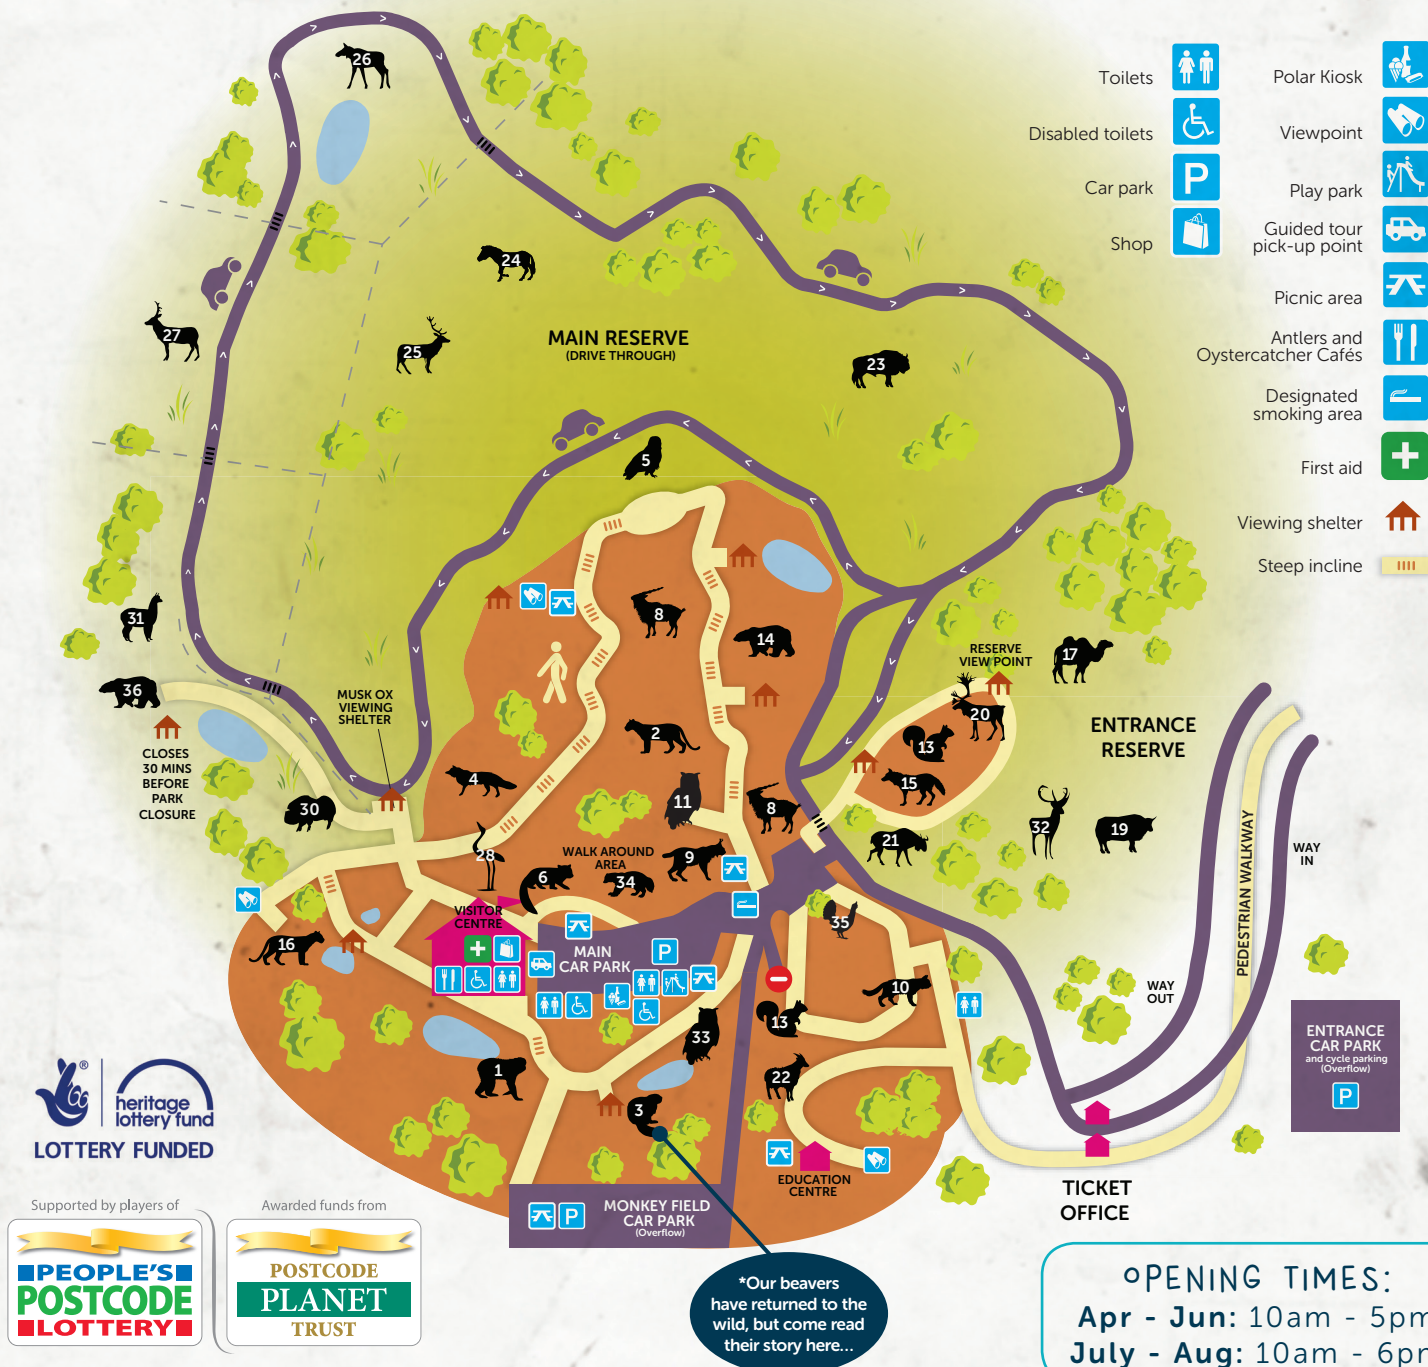 Toilets
Disabled toilets
Car park
P
Shop
Polar Kiosk
Viewpoint
Play park
Guided tour
pick-up point
Picnic area
Antlers and
Oystercatcher Cafés
Designated
smoking area
First aid
Viewing shelter
Steep incline
26
24
27
25
MAIN RESERVE
(DRIVE THROUGH)
23
5
31
8
14
36
MUSK OX
VIEWING
SHELTER
RESERVE
VIEW POINT
17
20
ENTRANCE
RESERVE
13
2
CLOSES
30 MINS
BEFORE
PARK
CLOSURE
4
15
30
11
8
21
32
19
28
WALK AROUND
AREA
9
6
34
PEDESTRIAN WALKWAY
WAY
IN
VISITOR
CENTRE
35
16
MAIN
CAR PARK
P
10
WAY
OUT
13
33
1
22
3
ENTRANCE
CAR PARK
and cycle parking
(Overflow)
P
EDUCATION
CENTRE
TICKET
OFFICE
P
MONKEY FIELD
CAR PARK
(Overflow)
®
heritage
lottery fund
LOTTERY FUNDED
Supported by players of
PEOPLE'S
POSTCODE
LOTTERY
Awarded funds from
POSTCODE
PLANET
TRUST
*Our beavers
have returned to the
wild, but come read
their story here...
OPENING TIMES:
Apr - Jun: 10am - 5pm
July - Aug: 10am - 6pm